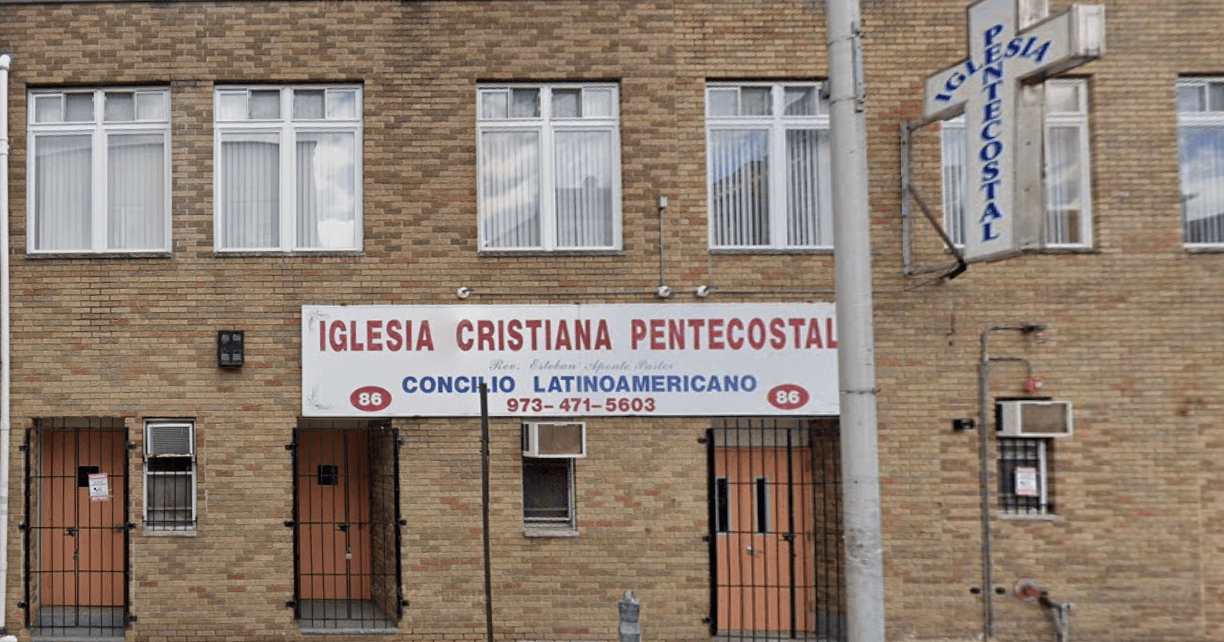 IGLESIA
PENTECOSTAL
IGLESIA CRISTIANA PENTECOSTAL
Rev. Esteban Aponte Pastor
86 CONCILIO LATINOAMERICANO 86
973-471-5603